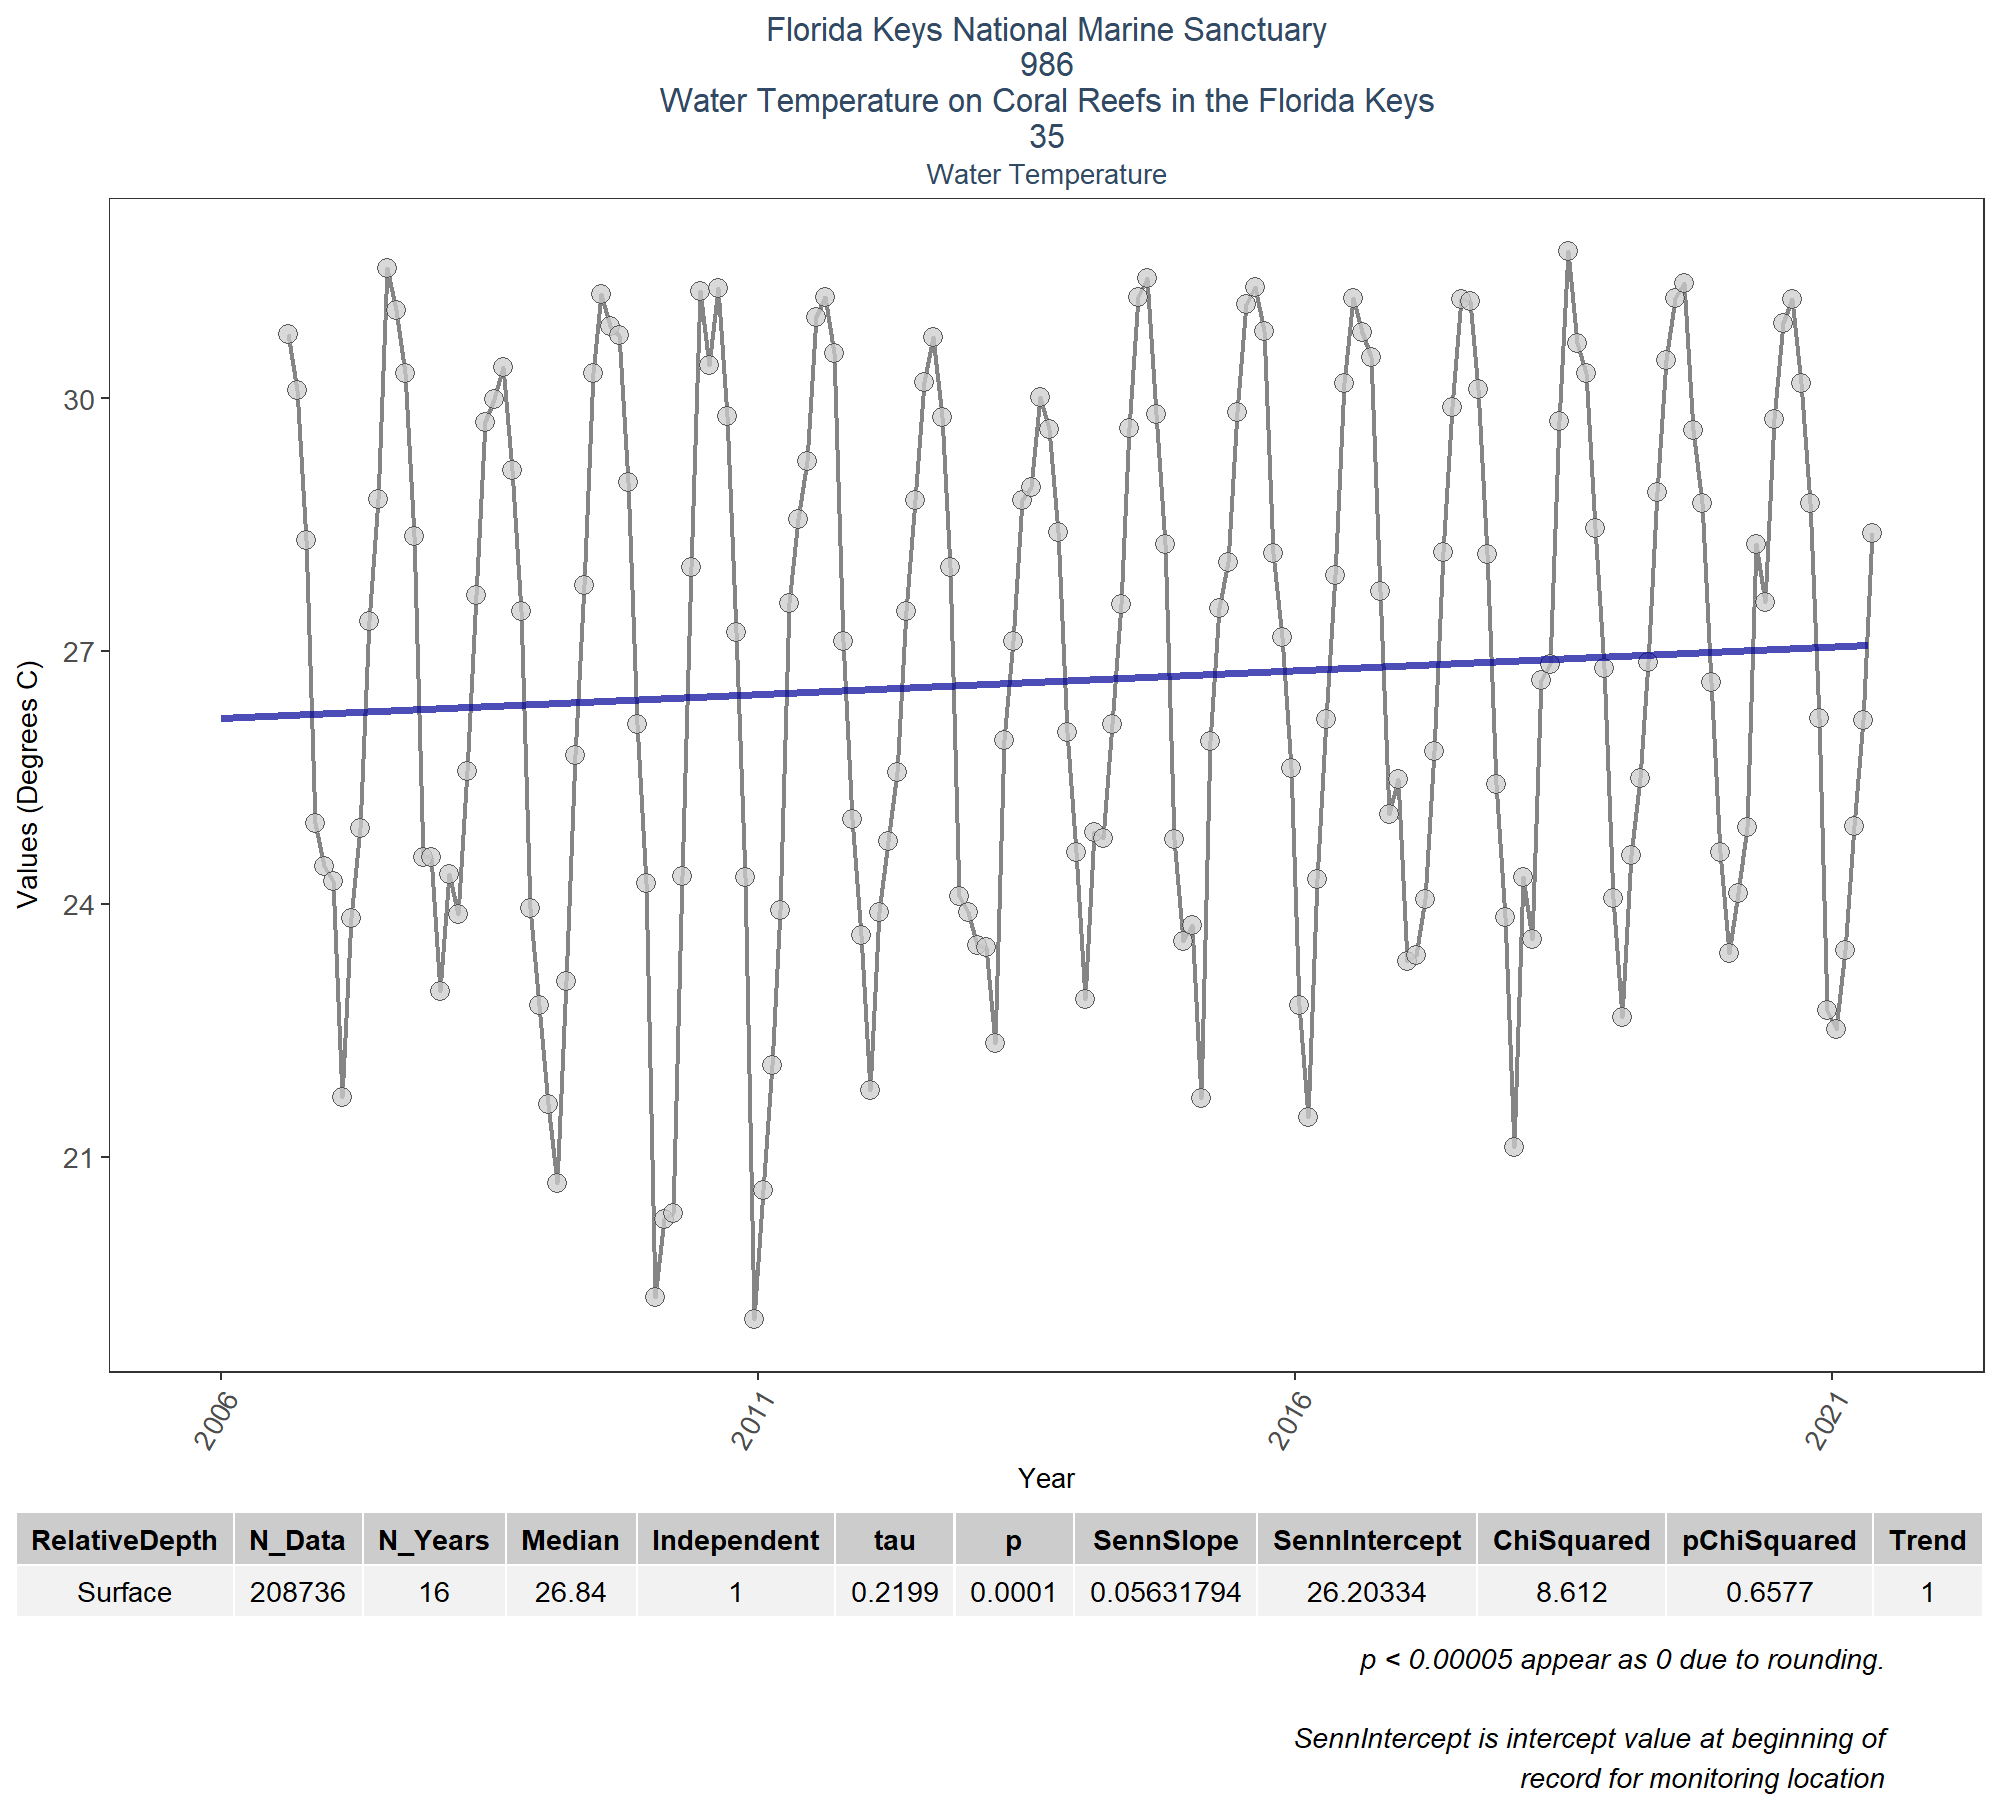 Florida Keys National Marine Sanctuary
986
Water Temperature on Coral Reefs in the Florida Keys
35
Water Temperature
Values (Degrees C)
30
27
24
21
2006 2011 2016 2021
Year
RelativeDepth N_Data N_Years Median Independent tau p SennSlope SennIntercept ChiSquared pChiSquared Trend
Surface 208736 16 26.84 1 0.2199 0.0001 0.05631794 26.20334 8.612 0.6577 1
p < 0.00005 appear as 0 due to rounding.
SennIntercept is intercept value at beginning of
record for monitoring location